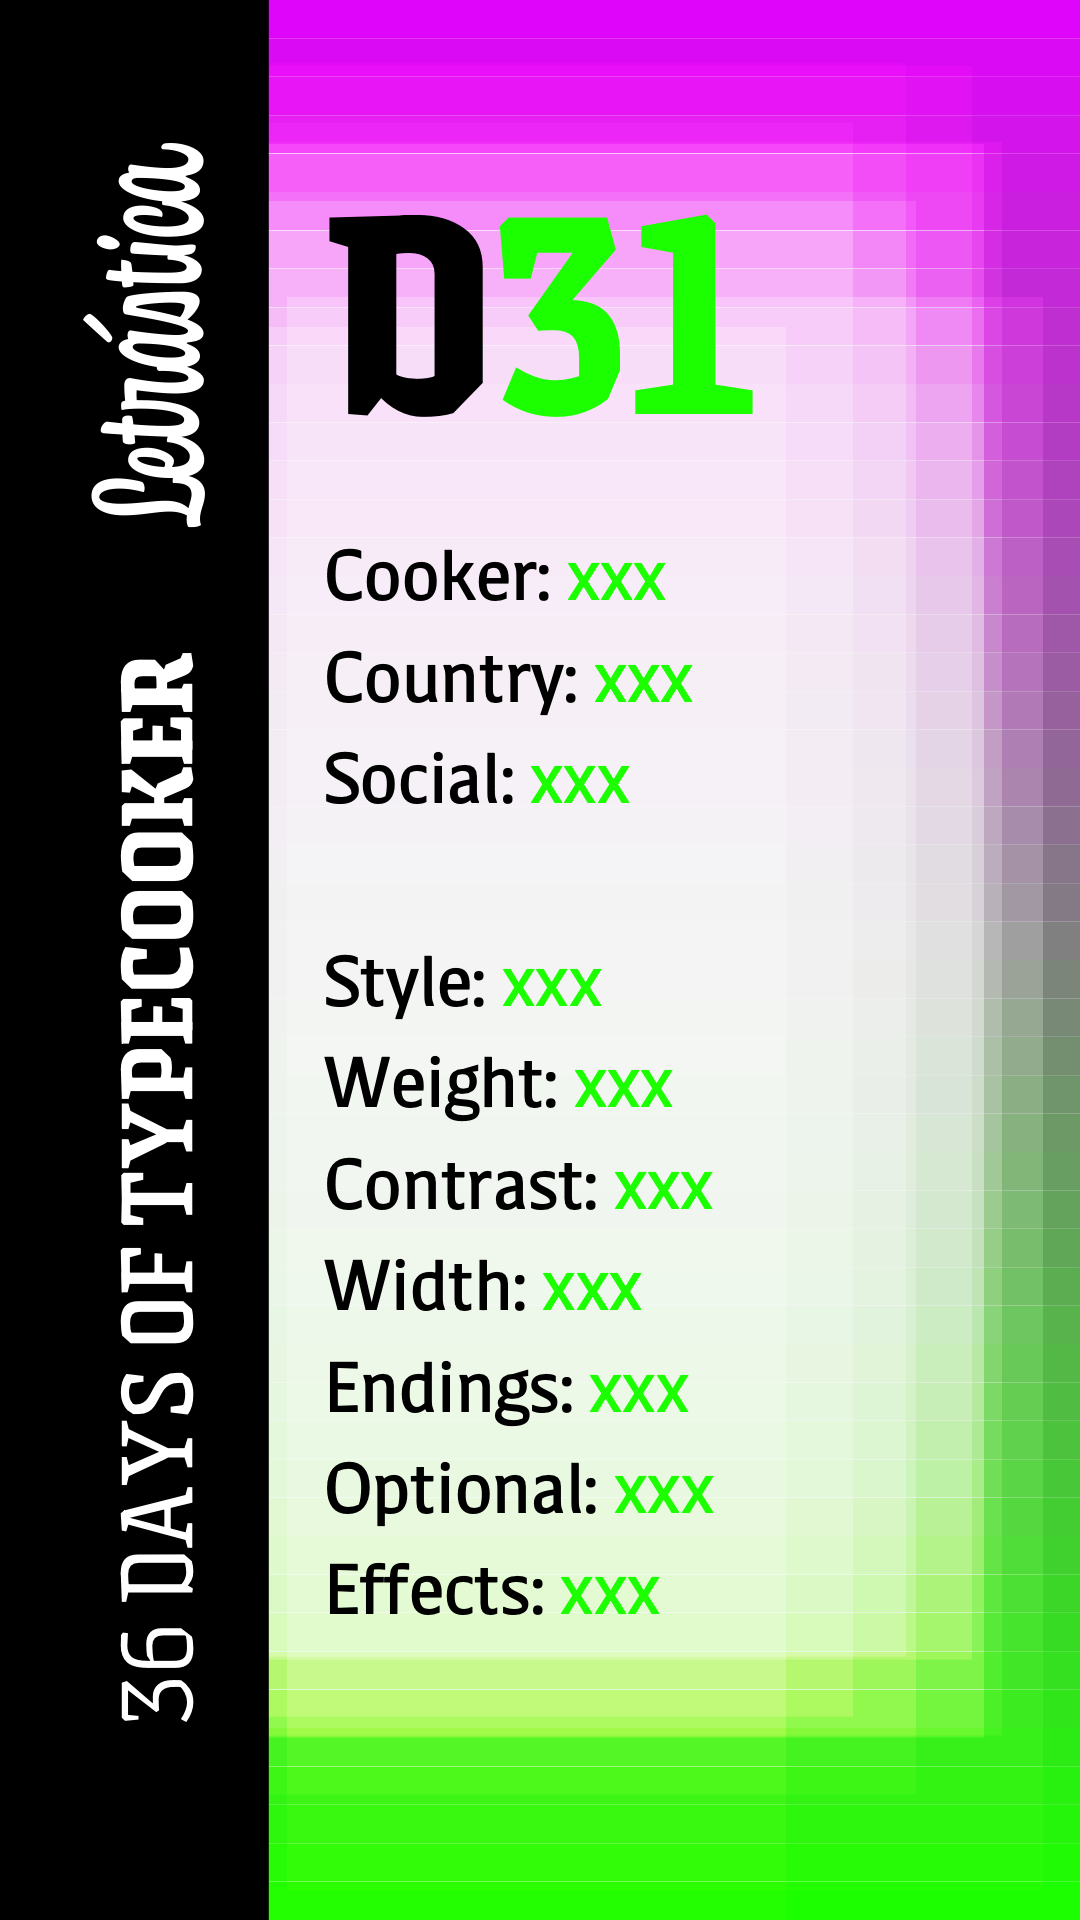 Letrástica
36 DAYS OF TYPECOOKER
D31
Cooker: xxx
Country: xxx
Social: xxx
Style: xxx
Weight: xxx
Contrast: xxx
Width: xxx
Endings: xxx
Optional: xxx
Effects: xxx